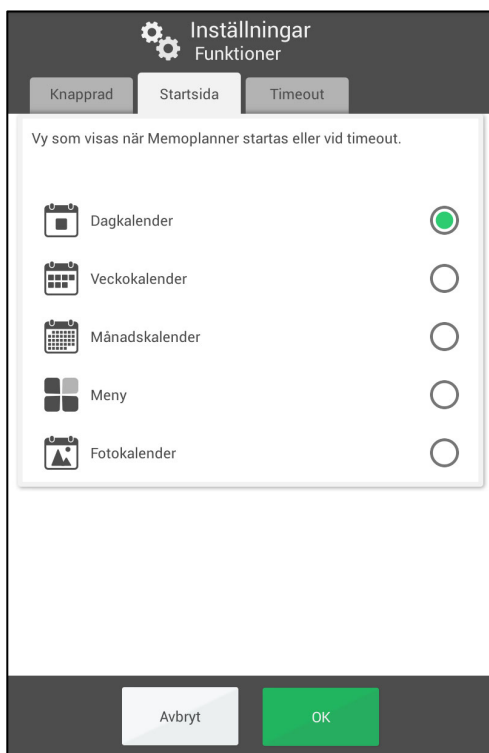 Inställningar
Funktioner
Knapprad
Startsida
Timeout
Vy som visas när Memoplanner startas eller vid timeout.
Dagkalender
Veckokalender
Månadskalender
Meny
Fotokalender
Avbryt
OK